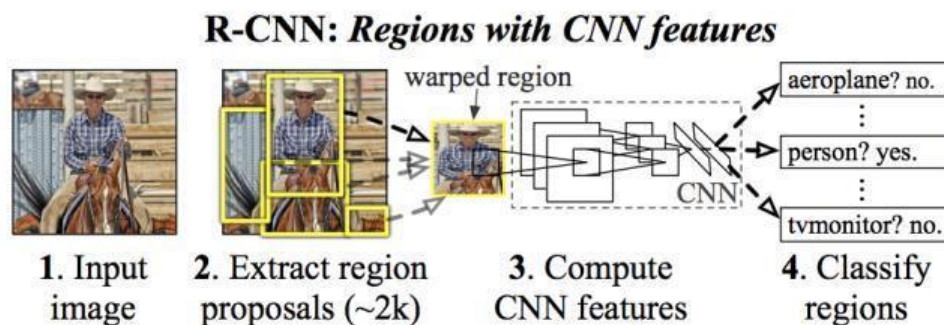 R-CNN: Regions with CNN features
warped region
aeroplane? no.
person? yes.
CNN
tvmonitor? no.
1. Input
image
2. Extract region
proposals (~2k)
3. Compute
CNN features
4. Classify
regions